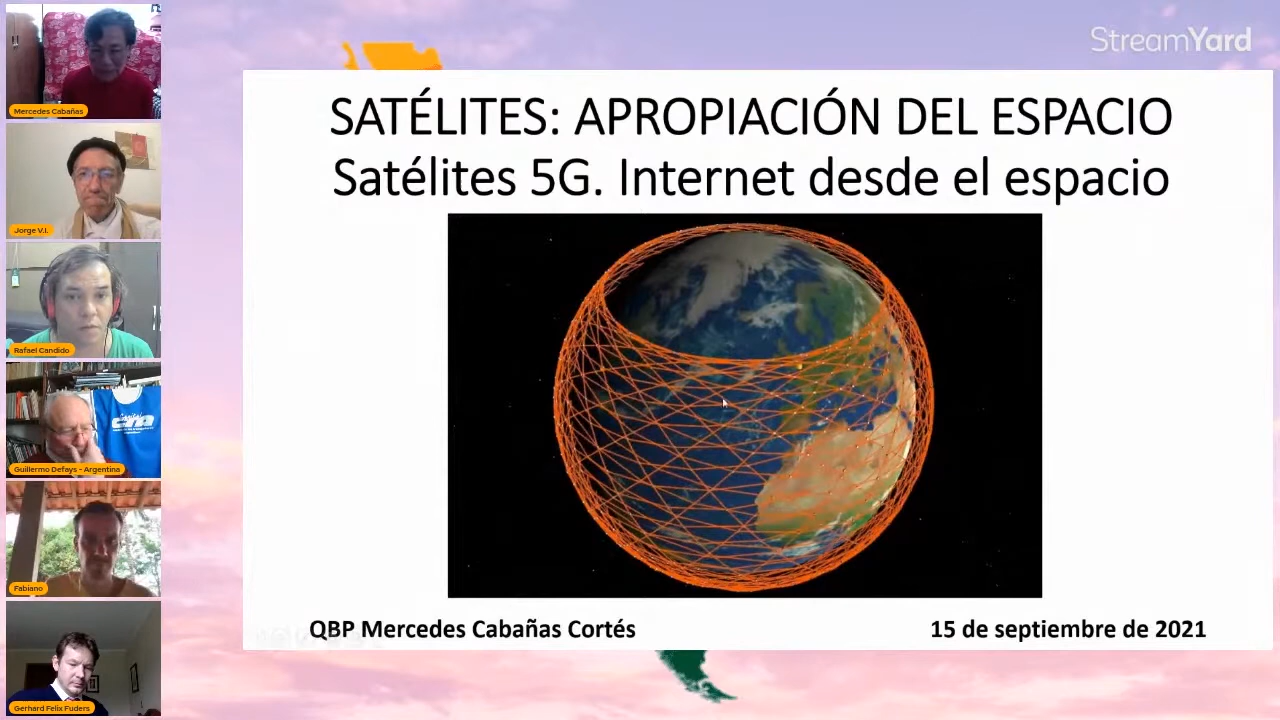 StreamYard
SATÉLITES: APROPIACIÓN DEL ESPACIO
Satélites 5G. Internet desde el espacio
QBP Mercedes Cabañas Cortés
15 de septiembre de 2021
Mercedes Cabañas
Jorge V.I.
Rafael Candido
Guillermo Defays - Argentina
Fabiano
Gerhard Felix Fuders